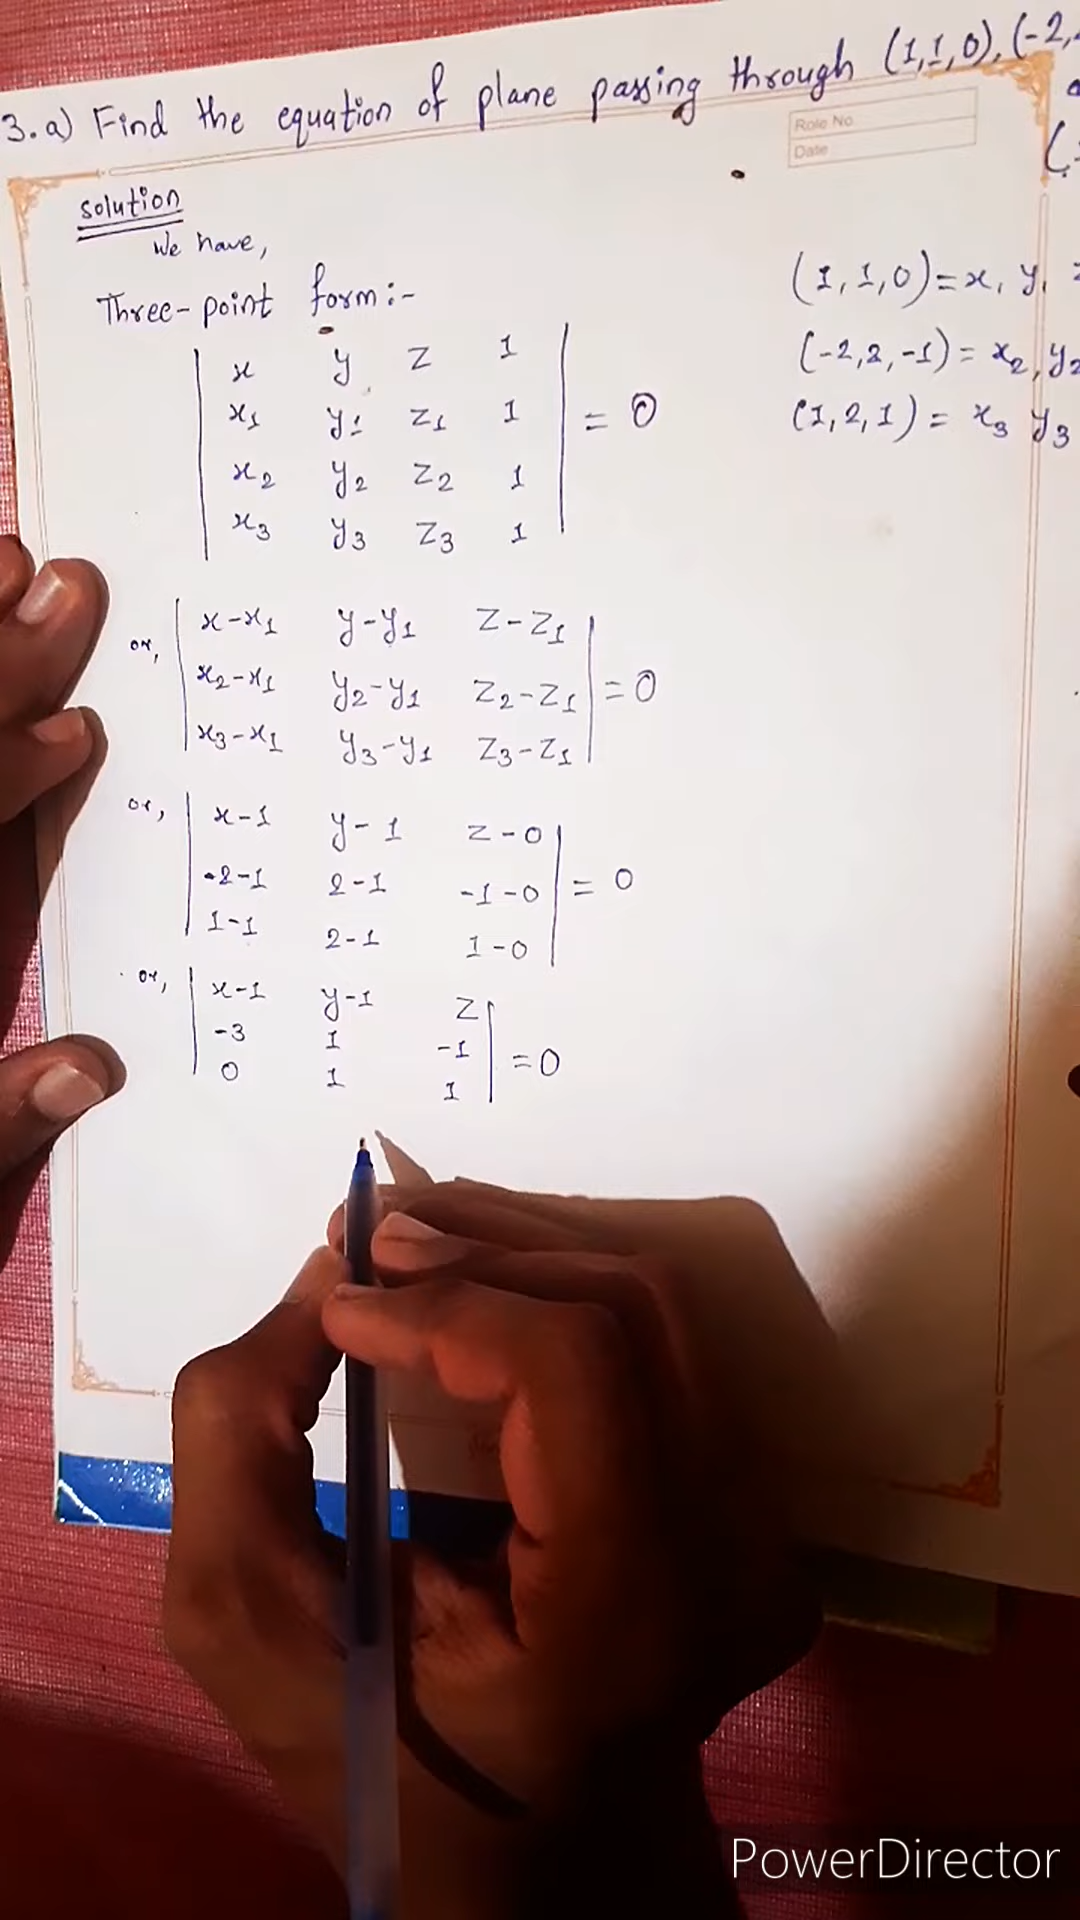 3.a) Find the equation of plane passing through (1,1,0), (-2,
Role No.
Date
solution
We have,
Three-point form:-
x y z 1
x₁ y₁ z₁ 1 = 0
x₂ y₂ z₂ 1
x₃ y₃ z₃ 1
(1,1,0)=x₁ y₁
(-2,2,-1) = x₂, y₂
(1,2,1) = x₃ y₃
or, x-x₁ y-y₁ z-z₁
x₂-x₁ y₂-y₁ z₂-z₁ = 0
x₃-x₁ y₃-y₁ z₃-z₁
or, x-1 y-1 z-0
-2-1 2-1 -1-0 = 0
1-1 2-1 1-0
or, x-1 y-1 z
-3 1 -1 = 0
0 1 1
PowerDirector